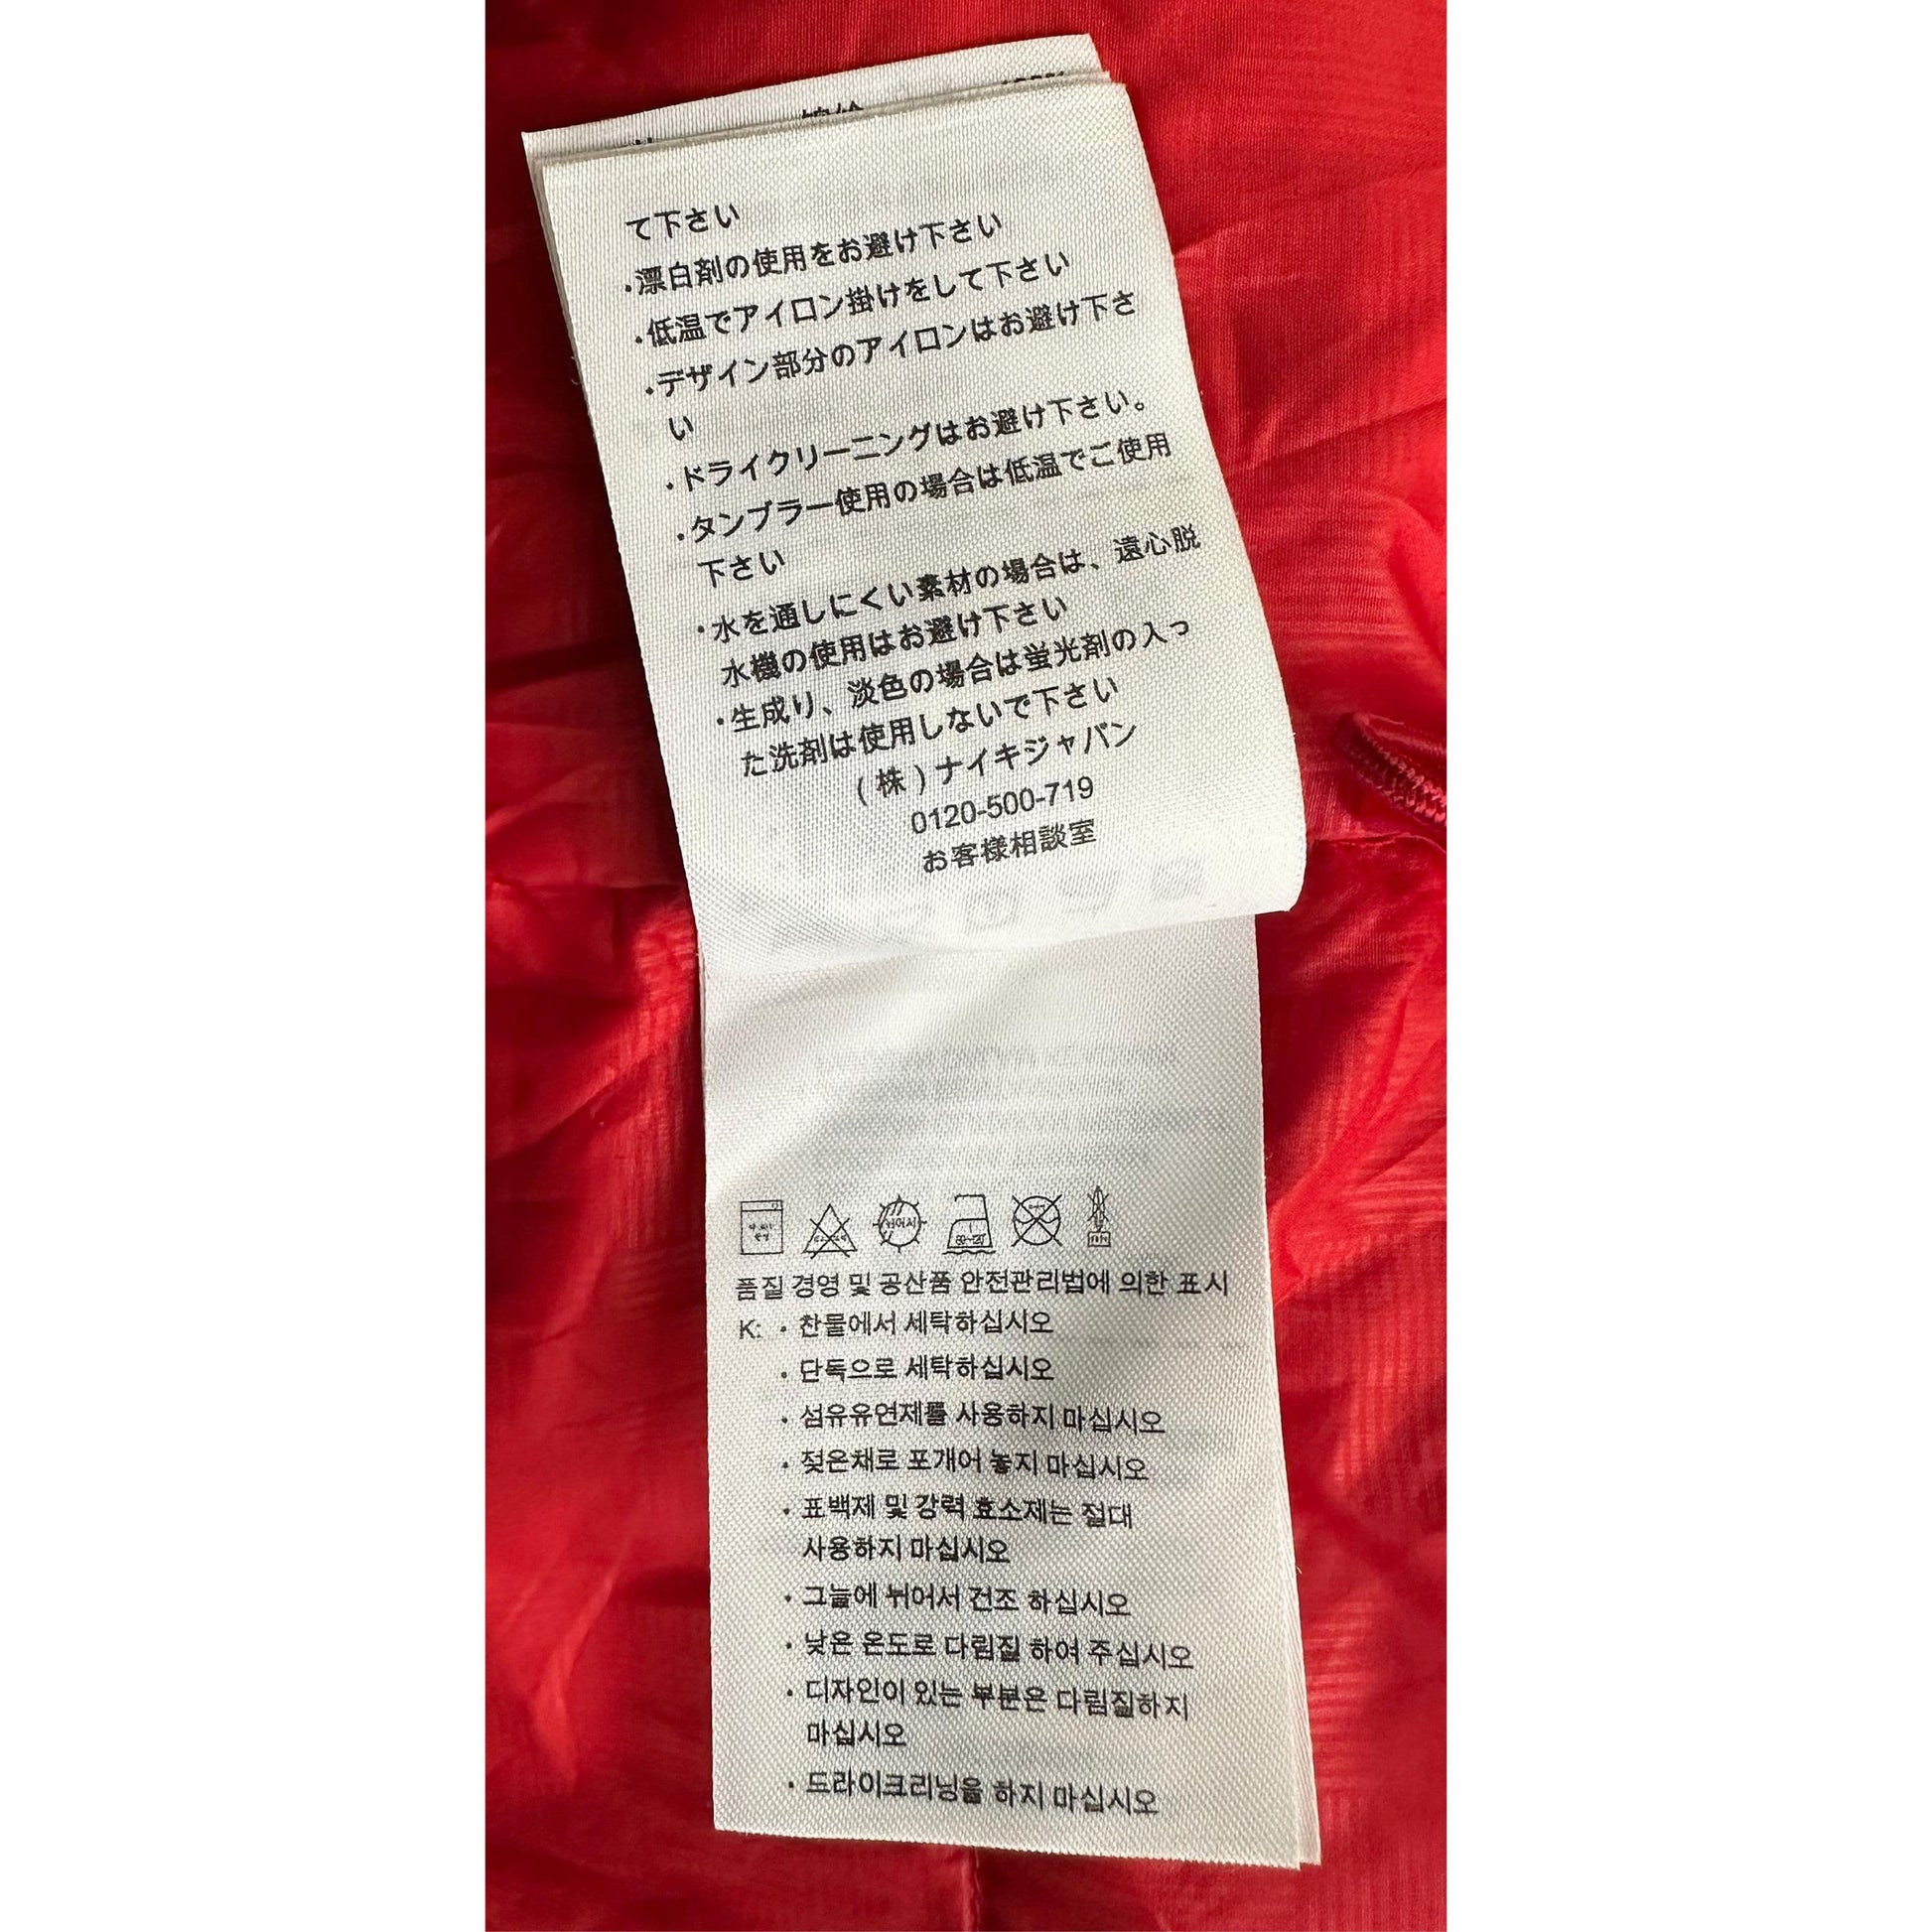 て下さい
・漂白剤の使用をお避け下さい
・低温でアイロン掛けをして下さい
・デザイン部分のアイロンはお避け下さ
い
・ドライクリーニングはお避け下さい。
・タンブラー使用の場合は低温でご使用
下さい
・水を通しにくい素材の場合は、遠心脱
水機の使用はお避け下さい
・生成り、淡色の場合は蛍光剤の入っ
た洗剤は使用しないで下さい
(株)ナイキジャパン
0120-500-719
お客様相談室
품질 경영 및 공산품 안전관리법에 의한 표시
K: · 찬물에서 세탁하십시오
· 단독으로 세탁하십시오
· 섬유유연제를 사용하지 마십시오
· 젖은채로 포개어 놓지 마십시오
· 표백제 및 강력 효소제는 절대
사용하지 마십시오
· 그늘에 뉘어서 건조 하십시오
· 낮은 온도로 다림질 하여 주십시오
· 디자인이 있는 부분은 다림질하지
마십시오
· 드라이크리닝을 하지 마십시오